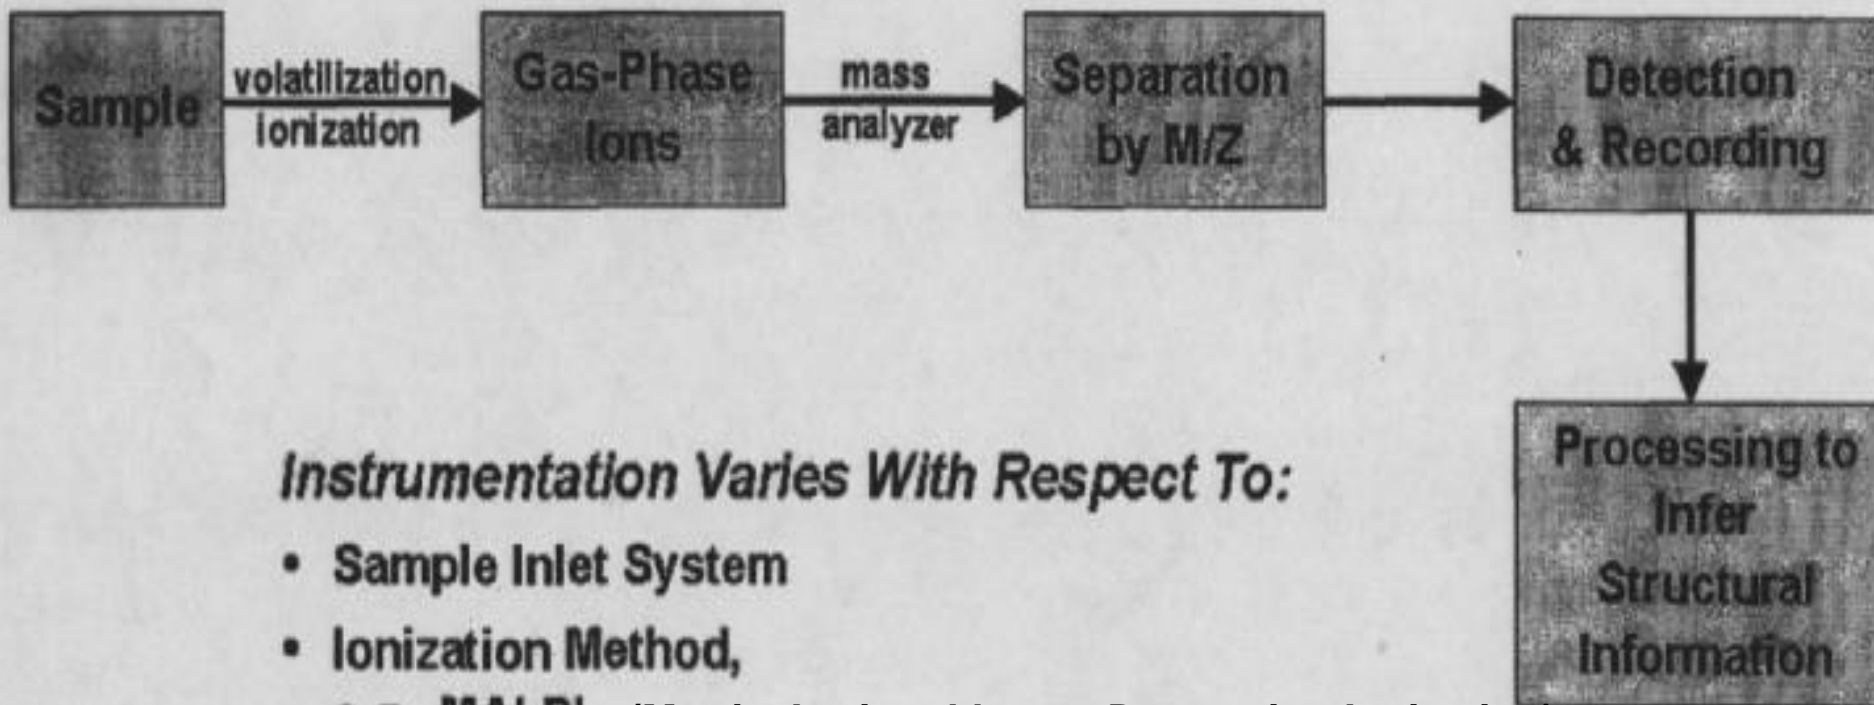 Sample
volatilization
ionization
Gas-Phase
Ions
mass
analyzer
Separation
by M/Z
Detection
& Recording
Processing to
Infer
Structural
Information
Instrumentation Varies With Respect To:
• Sample Inlet System
• Ionization Method,